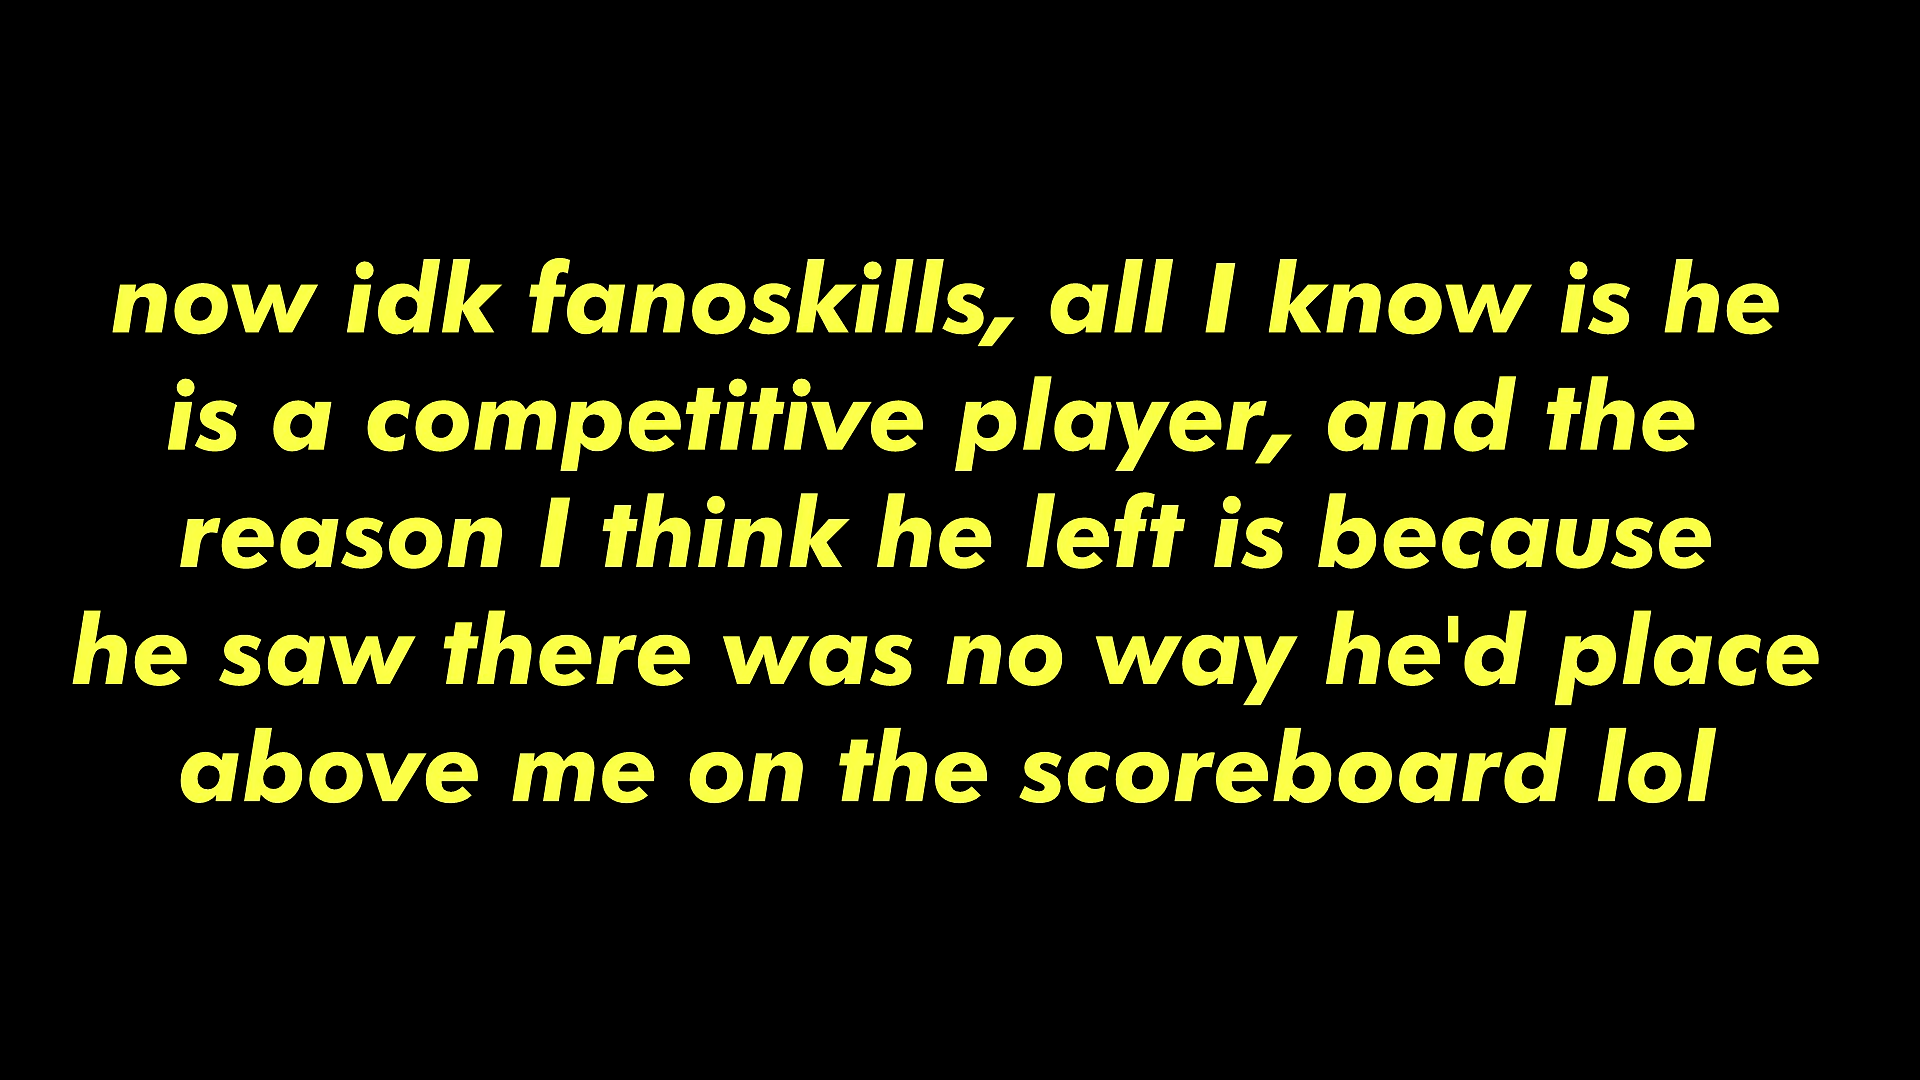 now idk fanoskills, all I know is he
is a competitive player, and the
reason I think he left is because
he saw there was no way he'd place
above me on the scoreboard lol